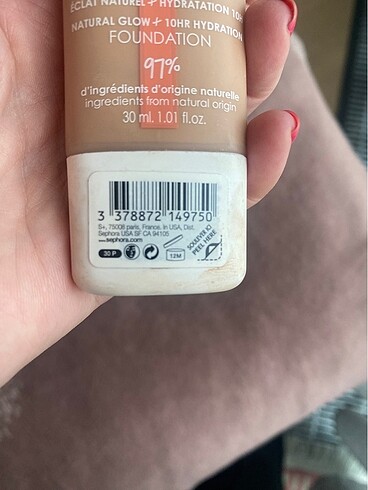 ÉCLAT NATUREL + HYDRATATION 10H
NATURAL GLOW + 10HR HYDRATION
FOUNDATION
97%
d'ingrédients d'origine naturelle
ingredients from natural origin
30 ml. 1.01 fl.oz.
3 378872 149750
S+, 75008 paris, France. in USA, Dist.
Sephora USA SF CA 94105
www.sephora.com
30 P
12M
SOULEVER ICI
PEEL HERE